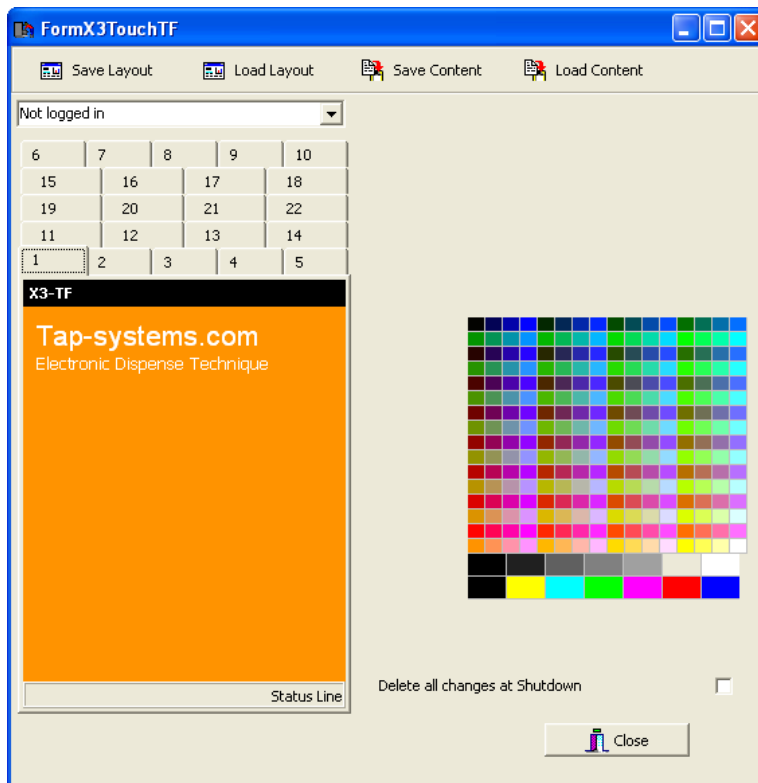 FormX3TouchTF
Save Layout Load Layout Save Content Load Content
Not logged in
6 7 8 9 10
15 16 17 18
19 20 21 22
11 12 13 14
1 2 3 4 5
X3-TF
Tap-systems.com
Electronic Dispense Technique
Status Line
Delete all changes at Shutdown
Close